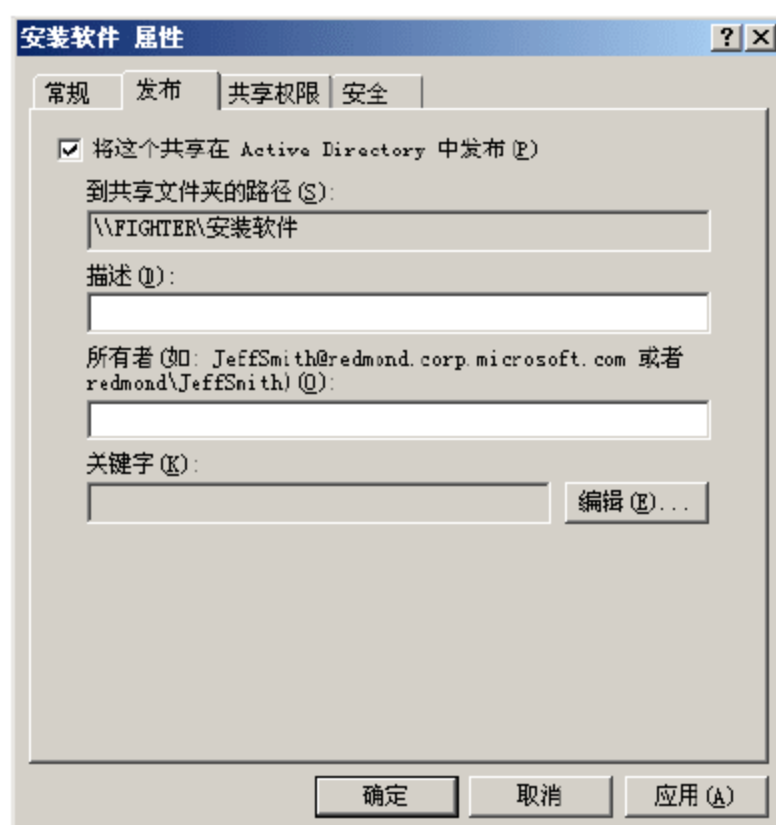 安装软件 属性
常规 发布 共享权限 安全
将这个共享在 Active Directory 中发布(P)
到共享文件夹的路径(S):
\\FIGHTER\安装软件
描述(D):
所有者(如: JeffSmith@redmond.corp.microsoft.com 或者
redmond\JeffSmith)(O):
关键字(K):
编辑(E)...
确定 取消 应用(A)